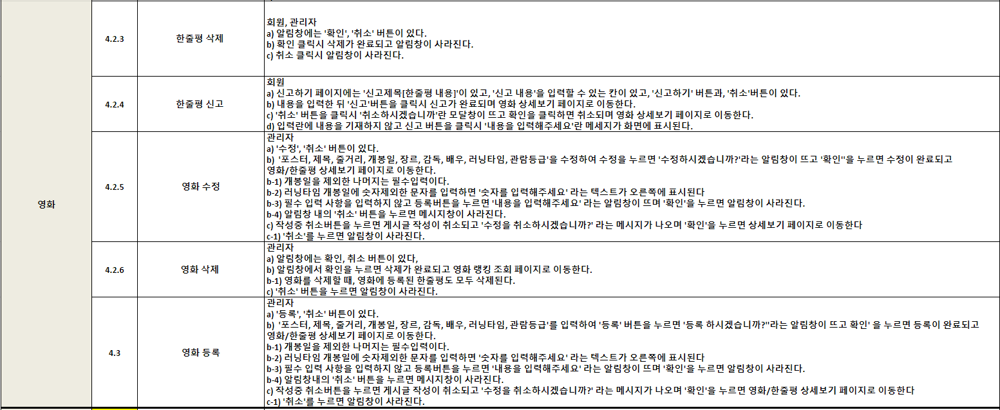 영화
4.2.3
한줄평 삭제
회원, 관리자
a) 알림창에는 '확인', '취소' 버튼이 있다.
b) 확인 클릭시 삭제가 완료되고 알림창이 사라진다.
c) 취소 클릭시 알림창이 사라진다.
4.2.4
한줄평 신고
회원
a) 신고하기 페이지에는 '신고제목[한줄평 내용]'이 있고, '신고 내용'을 입력할 수 있는 칸이 있고, '신고하기' 버튼과, '취소'버튼이 있다.
b) 내용을 입력한 뒤 '신고'버튼을 클릭시 신고가 완료되며 영화 상세보기 페이지로 이동한다.
c) '취소' 버튼을 클릭시 '취소하시겠습니까'란 모달창이 뜨고 확인을 클릭하면 취소되며 영화 상세보기 페이지로 이동한다.
d) 입력란에 내용을 기재하지 않고 신고 버튼을 클릭시 '내용을 입력해주세요'란 메세지가 화면에 표시된다.
4.2.5
영화 수정
관리자
a) '수정', '취소' 버튼이 있다.
b)  '포스터, 제목, 줄거리, 개봉일, 장르, 감독, 배우, 러닝타임, 관람등급'을 수정하여 수정을 누르면 '수정하시겠습니까?'라는 알림창이 뜨고 '확인''을 누르면 수정이 완료되고
영화/한줄평 상세보기 페이지로 이동한다.
b-1) 개봉일을 제외한 나머지는 필수입력이다.
b-2) 러닝타임 개봉일에 숫자제외한 문자를 입력하면 '숫자를 입력해주세요' 라는 텍스트가 오른쪽에 표시된다
b-3) 필수 입력 사항을 입력하지 않고 등록버튼을 누르면 '내용을 입력해주세요' 라는 알림창이 뜨며 '확인'을 누르면 알림창이 사라진다.
b-4) 알림창 내의 '취소' 버튼을 누르면 메시지창이 사라진다.
c) 작성중 취소버튼을 누르면 게시글 작성이 취소되고 '수정을 취소하시겠습니까?' 라는 메시지가 나오며 '확인'을 누르면 상세보기 페이지로 이동한다
c-1) '취소'를 누르면 알림창이 사라진다.
4.2.6
영화 삭제
관리자
a) 알림창에는 확인, 취소 버튼이 있다,
b) 알림창에서 확인을 누르면 삭제가 완료되고 영화 랭킹 조회 페이지로 이동한다.
b-1) 영화를 삭제할 때, 영화에 등록된 한줄평도 모두 삭제된다.
c) '취소' 버튼을 누르면 알림창이 사라진다.
4.3
영화 등록
관리자
a) '등록', '취소' 버튼이 있다.
b)  '포스터, 제목, 줄거리, 개봉일, 장르, 감독, 배우, 러닝타임, 관람등급'를 입력하여 '등록' 버튼을 누르면 '등록 하시겠습니까?''라는 알림창이 뜨고 확인' 을 누르면 등록이 완료되고
영화/한줄평 상세보기 페이지로 이동한다.
b-1) 개봉일을 제외한 나머지는 필수입력이다.
b-2) 러닝타임 개봉일에 숫자제외한 문자를 입력하면 '숫자를 입력해주세요' 라는 텍스트가 오른쪽에 표시된다
b-3) 필수 입력 사항을 입력하지 않고 등록버튼을 누르면 '내용을 입력해주세요' 라는 알림창이 뜨며 '확인'을 누르면 알림창이 사라진다.
b-4) 알림창내의 '취소' 버튼을 누르면 메시지창이 사라진다.
c) 작성중 취소버튼을 누르면 게시글 작성이 취소되고 '수정을 취소하시겠습니까?' 라는 메시지가 나오며 '확인'을 누르면 영화/한줄평 상세보기 페이지로 이동한다
c-1) '취소'를 누르면 알림창이 사라진다.